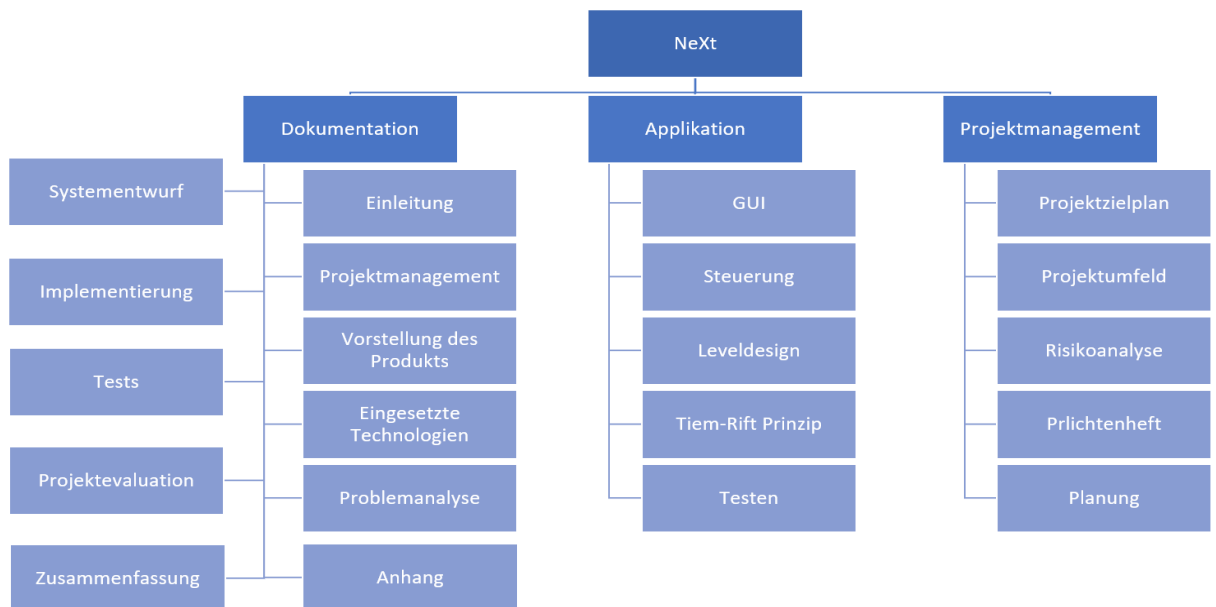 NeXt
Dokumentation
Applikation
Projektmanagement
Systementwurf
Implementierung
Tests
Projektevaluation
Zusammenfassung
Einleitung
Projektmanagement
Vorstellung des
Produkts
Eingesetzte
Technologien
Problemanalyse
Anhang
GUI
Steuerung
Leveldesign
Tiem-Rift Prinzip
Testen
Projektzielplan
Projektumfeld
Risikoanalyse
Prlichtenheft
Planung